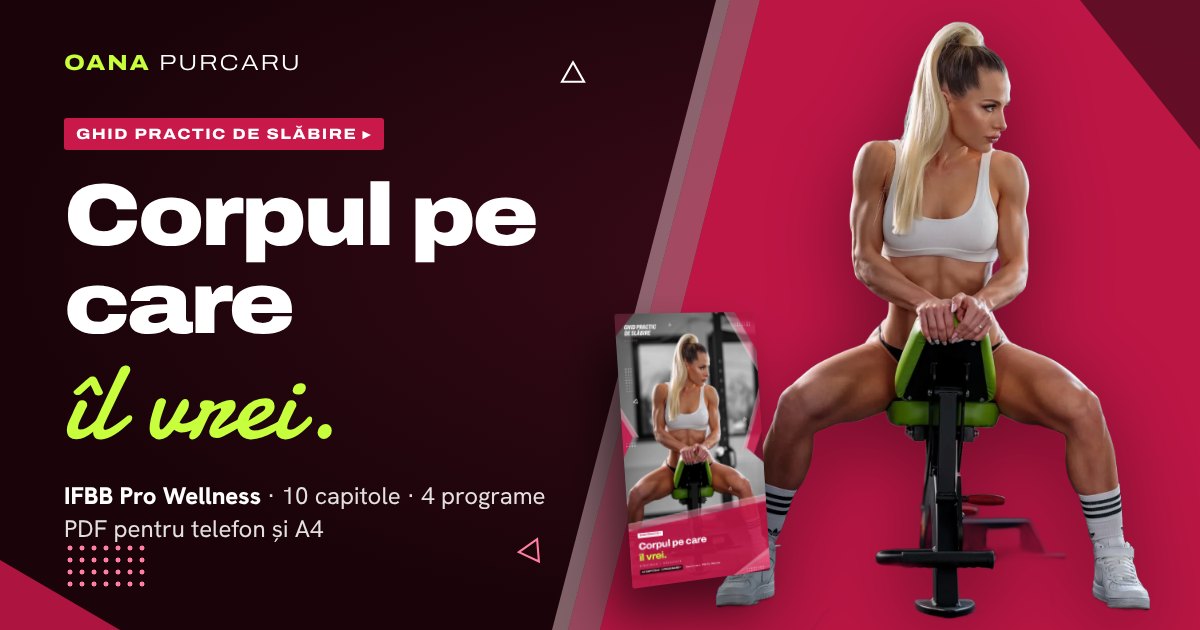 OANA PURCARU
GHID PRACTIC DE SLĂBIRE ▸
Corpul pe
care
îl vrei.
IFBB Pro Wellness · 10 capitole · 4 programe
PDF pentru telefon și A4
GHID PRACTIC
DE SLĂBIRE
Corpul pe care
îl vrei.